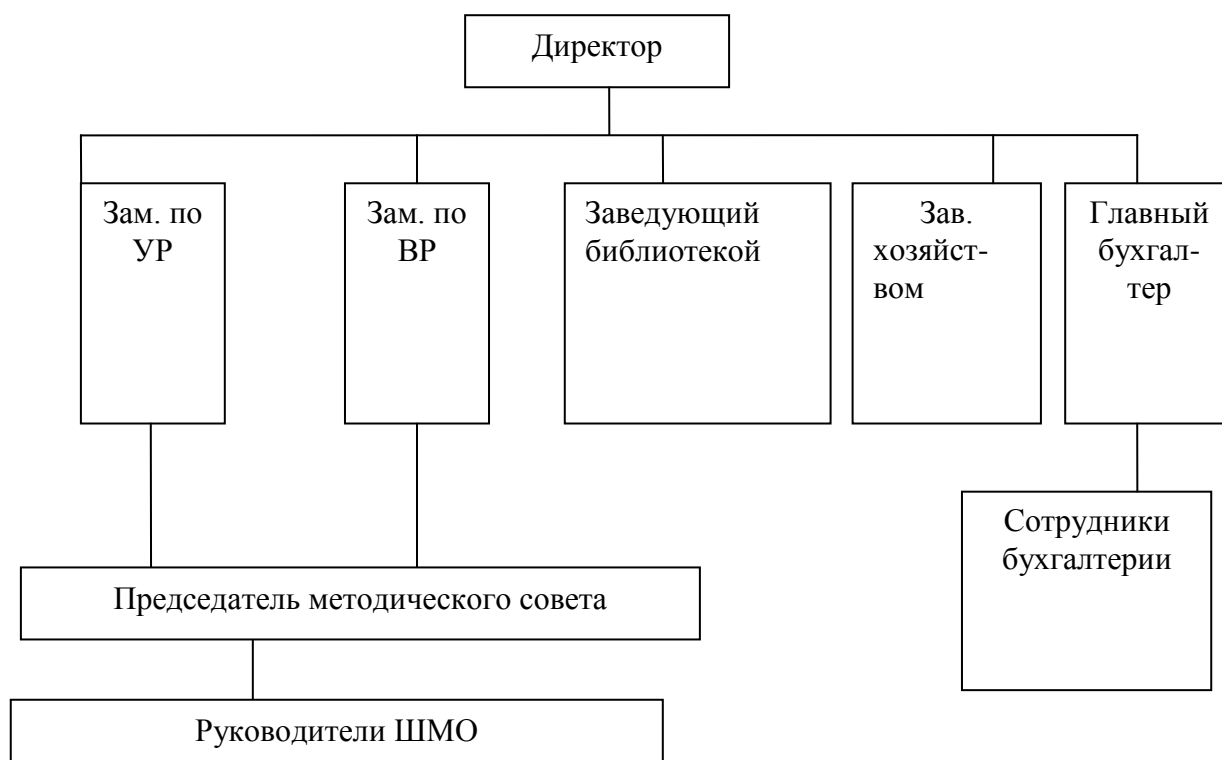 Директор
Зам. по
УР
Зам. по
ВР
Заведующий
библиотекой
Зав.
хозяйст-
вом
Главный
бухгал-
тер
Сотрудники
бухгалтерии
Председатель методического совета
Руководители ШМО